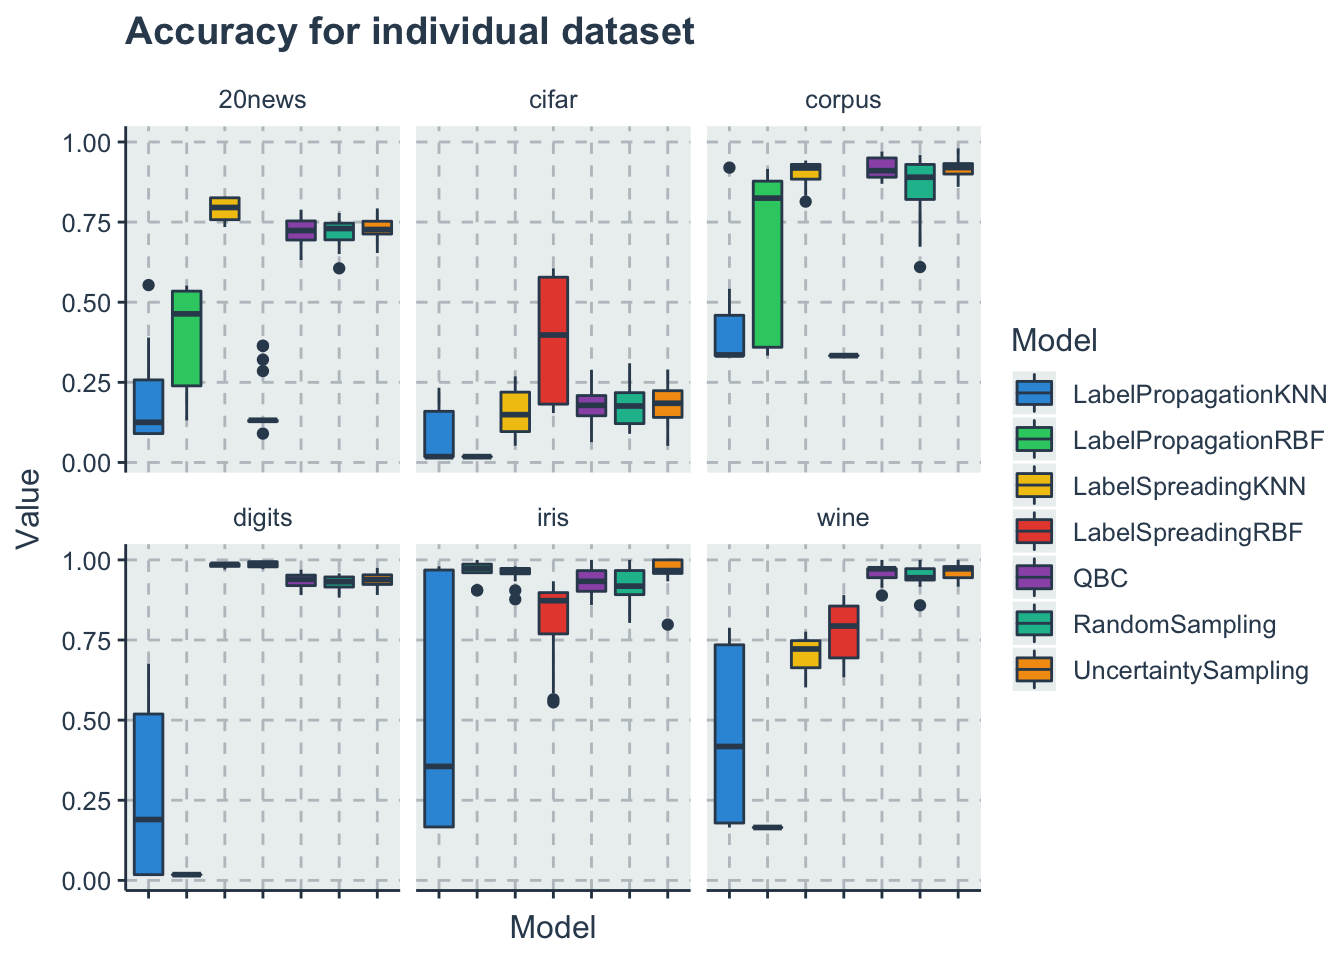 Accuracy for individual dataset
20news
cifar
corpus
1.00
0.75
0.50
0.25
0.00
digits
iris
wine
1.00
0.75
0.50
0.25
0.00
Value
Model
Model
LabelPropagationKNN
LabelPropagationRBF
LabelSpreadingKNN
LabelSpreadingRBF
QBC
RandomSampling
UncertaintySampling